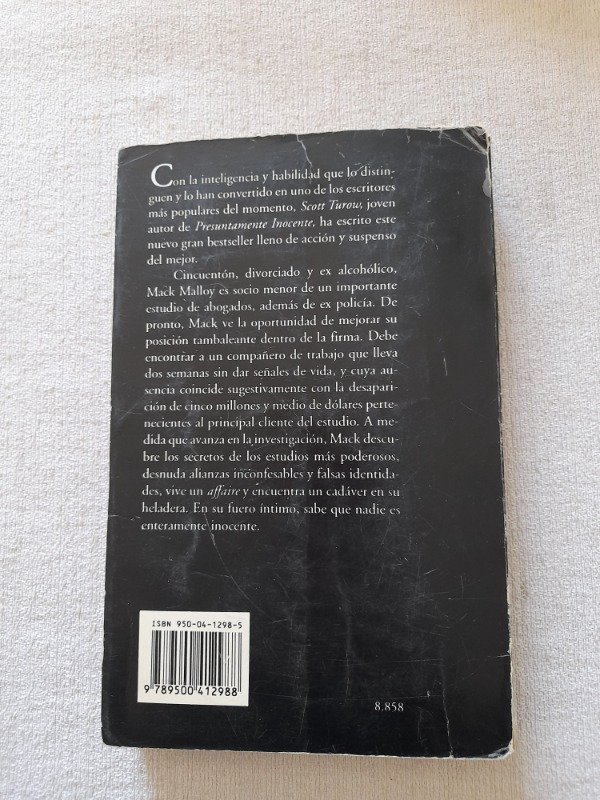 Con la inteligencia y habilidad que lo distin-
guen y lo han convertido en uno de los escritores
más populares del momento, Scott Turow, joven
autor de Presuntamente Inocente, ha escrito este
nuevo gran bestseller lleno de acción y suspenso
del mejor.
Cincuentón, divorciado y ex alcohólico,
Mack Malloy es socio menor de un importante
estudio de abogados, además de ex policía. De
pronto, Mack ve la oportunidad de mejorar su
posición tambaleante dentro de la firma. Debe
encontrar a un compañero de trabajo que lleva
dos semanas sin dar señales de vida, y cuya au-
sencia coincide sugestivamente con la desapari-
ción de cinco millones y medio de dólares perte-
necientes al principal cliente del estudio. A me-
dida que avanza en la investigación, Mack descu-
bre los secretos de los estudios más poderosos,
desnuda alianzas inconfesables y falsas identida-
des, vive un affaire y encuentra un cadáver en su
heladera. En su fuero íntimo, sabe que nadie es
enteramente inocente.
ISBN 950-04-1298-5
9 789500 412988
8.858